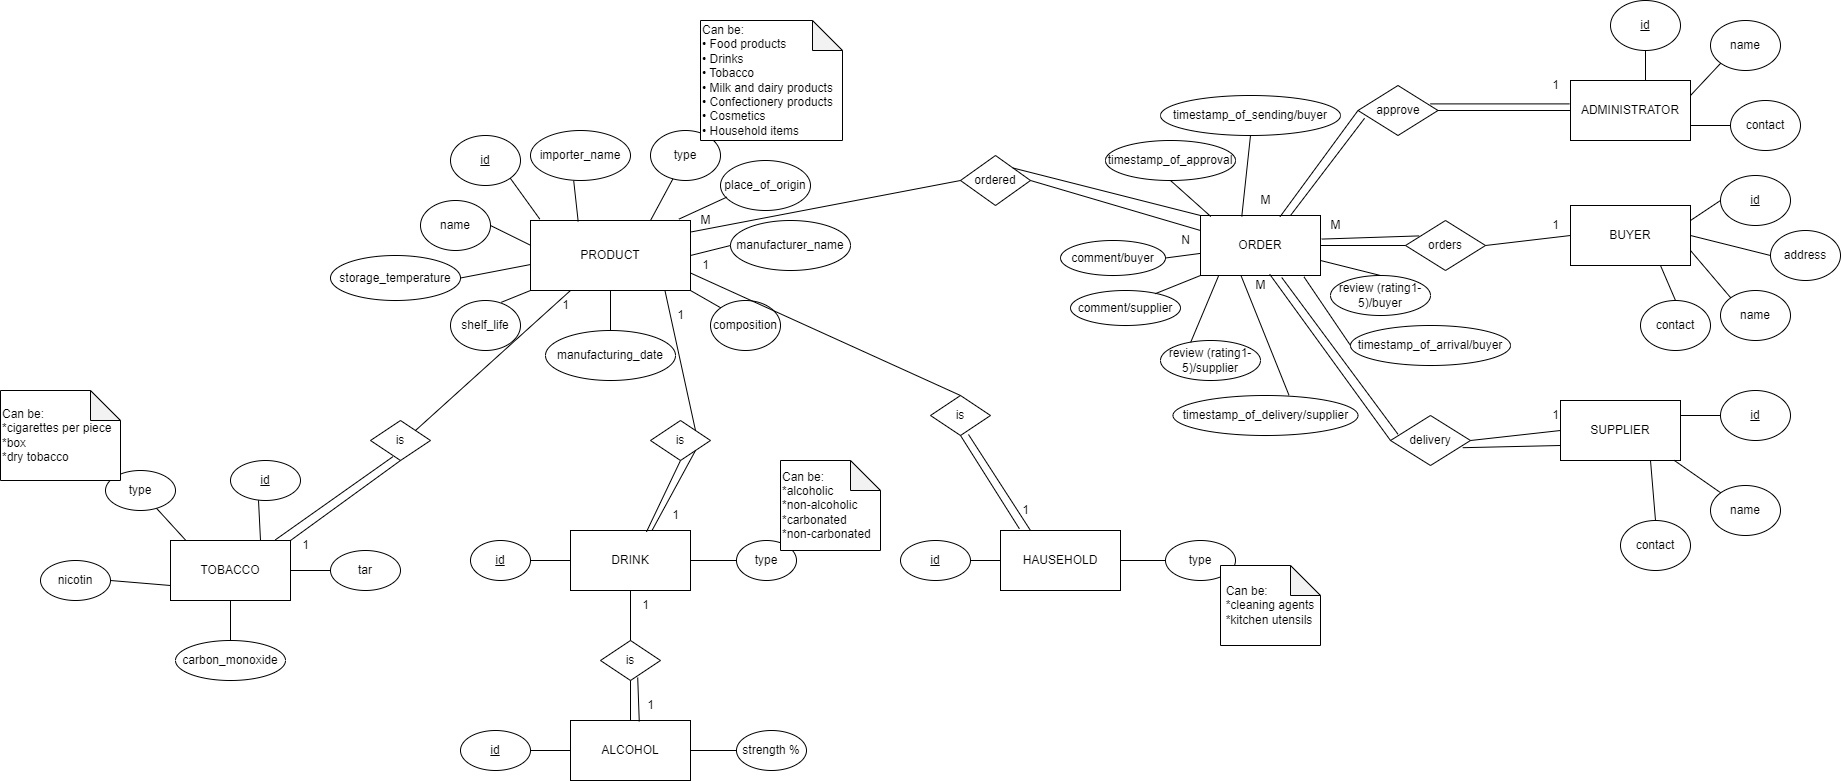 id
name
contact
ADMINISTRATOR
1
approve
Can be:
• Food products
• Drinks
• Tobacco
• Milk and dairy products
• Confectionery products
• Cosmetics
• Household items
id
importer_name
type
place_of_origin
name
manufacturer_name
storage_temperature
shelf_life
manufacturing_date
composition
PRODUCT
M
1
1
1
ordered
timestamp_of_sending/buyer
timestamp_of_approval
M
N
ORDER
M
M
comment/buyer
comment/supplier
review (rating1-
5)/buyer
review (rating1-
5)/supplier
timestamp_of_arrival/buyer
timestamp_of_delivery/supplier
orders
1
BUYER
id
address
name
contact
delivery
1
SUPPLIER
id
name
contact
Can be:
*cigarettes per piece
*box
*dry tobacco
type
id
is
1
TOBACCO
nicotin
tar
carbon_monoxide
is
1
id
DRINK
type
Can be:
*alcoholic
*non-alcoholic
*carbonated
*non-carbonated
1
is
1
id
ALCOHOL
strength %
is
1
id
HAUSEHOLD
type
Can be:
*cleaning agents
*kitchen utensils